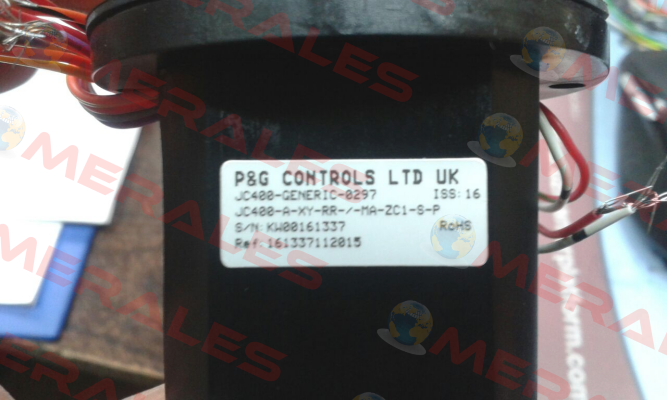 P&G CONTROLS LTD UK
JC400-GENERIC-0297 ISS:16
JC400-A-XY-RR-/-MA-ZC1-S-P
S/N:KW00161337 RoHS
Ref:161337112015
MERALES
MERALES
MERALES
MERALES
MERALES